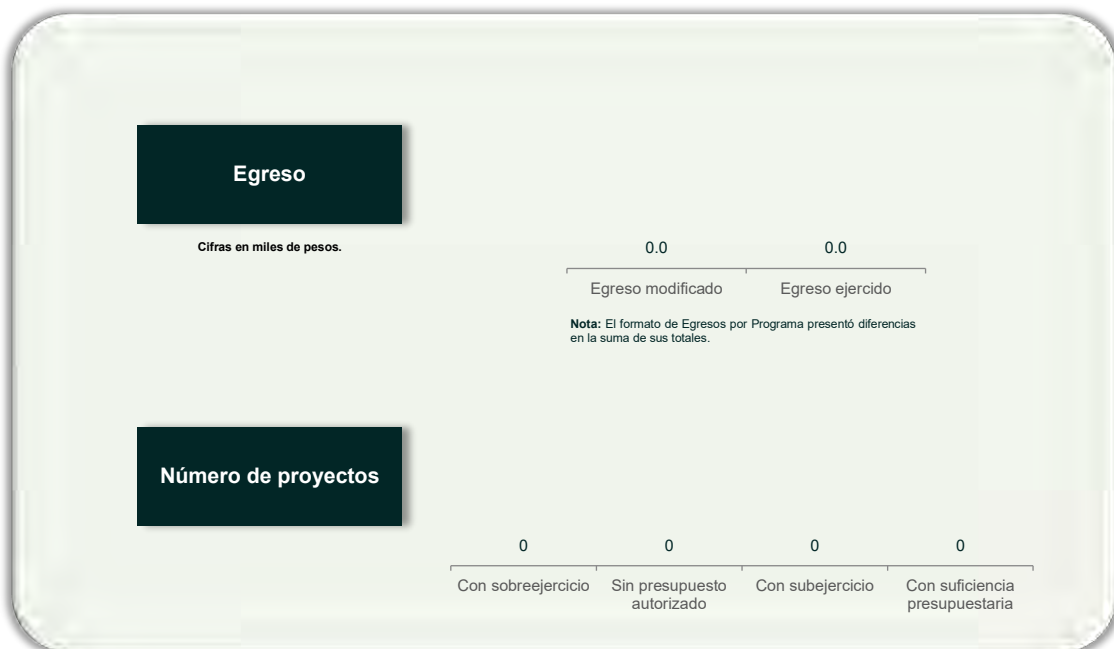 Egreso
Cifras en miles de pesos.
0.0 0.0
Egreso modificado Egreso ejercido
Nota: El formato de Egresos por Programa presentó diferencias
en la suma de sus totales.
Número de proyectos
0 0 0 0
Con sobreejercicio Sin presupuesto Con subejercicio Con suficiencia
autorizado presupuestaria